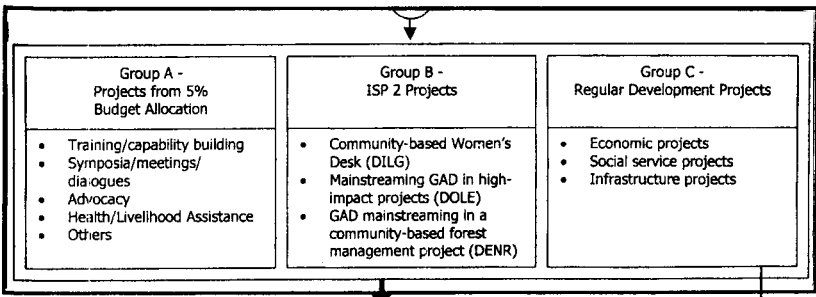 Group A -
Projects from 5%
Budget Allocation
• Training/capability building
• Symposia/meetings/
dialogues
• Advocacy
• Health/Livelihood Assistance
• Others
Group B -
ISP 2 Projects
• Community-based Women's
Desk (DILG)
• Mainstreaming GAD in high-
impact projects (DOLE)
• GAD mainstreaming in a
community-based forest
management project (DENR)
Group C -
Regular Development Projects
• Economic projects
• Social service projects
• Infrastructure projects